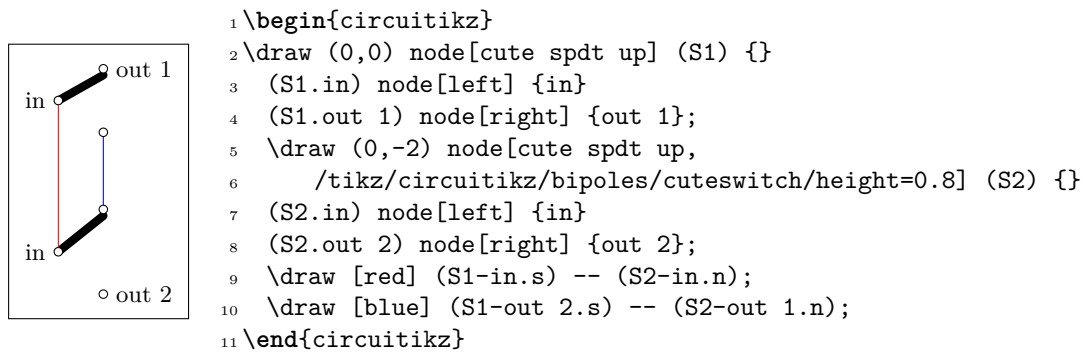 out 1
in
in
out 2
1 \begin{circuitikz}
2 \draw (0,0) node[cute spdt up] (S1) {}
3   (S1.in) node[left] {in}
4   (S1.out 1) node[right] {out 1};
5   \draw (0,-2) node[cute spdt up,
6      /tikz/circuitikz/bipoles/cuteswitch/height=0.8] (S2) {}
7   (S2.in) node[left] {in}
8   (S2.out 2) node[right] {out 2};
9   \draw [red] (S1-in.s) -- (S2-in.n);
10   \draw [blue] (S1-out 2.s) -- (S2-out 1.n);
11 \end{circuitikz}